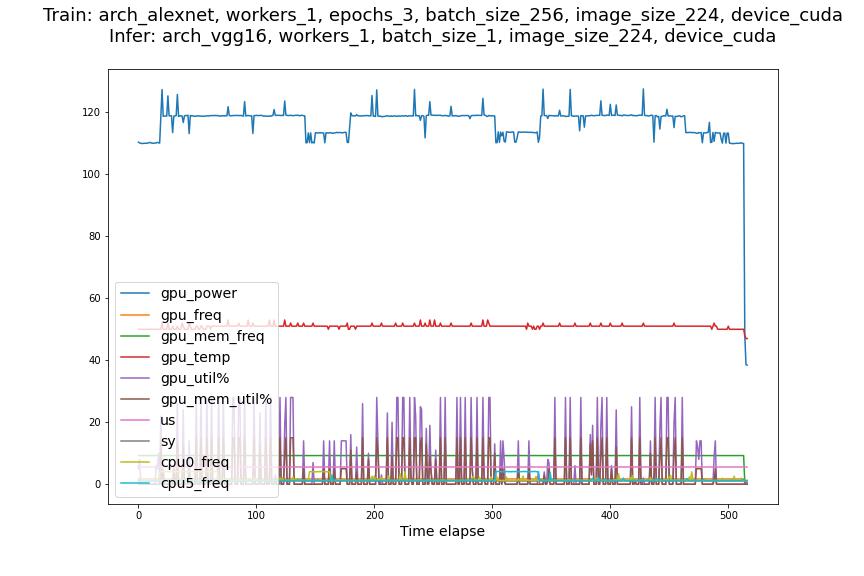 Train: arch_alexnet, workers_1, epochs_3, batch_size_256, image_size_224, device_cuda
Infer: arch_vgg16, workers_1, batch_size_1, image_size_224, device_cuda
120
100
80
60
40
20
0
gpu_power
gpu_freq
gpu_mem_freq
gpu_temp
gpu_util%
gpu_mem_util%
us
sy
cpu0_freq
cpu5_freq
0 100 200 300 400 500
Time elapse